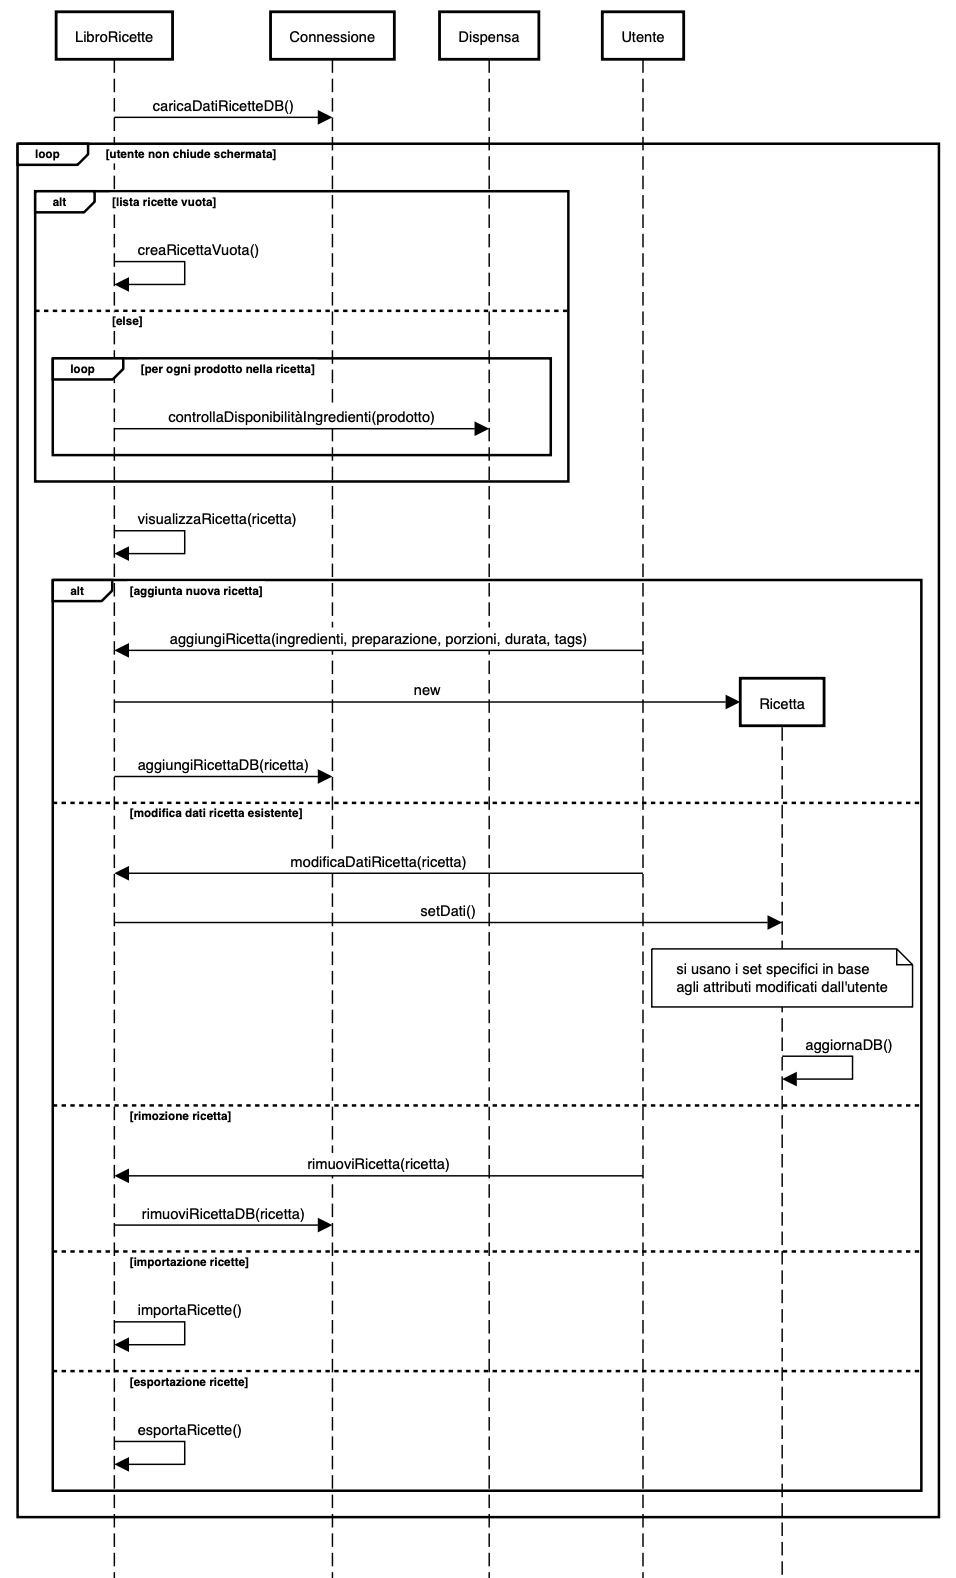 LibroRicette
Connessione
Dispensa
Utente
caricaDatiRicetteDB()
loop
[utente non chiude schermata]
alt
[lista ricette vuota]
creaRicettaVuota()
[else]
loop
[per ogni prodotto nella ricetta]
controllaDisponibilitàIngredienti(prodotto)
visualizzaRicetta(ricetta)
alt
[aggiunta nuova ricetta]
aggiungiRicetta(ingredienti, preparazione, porzioni, durata, tags)
new
Ricetta
aggiungiRicettaDB(ricetta)
[modifica dati ricetta esistente]
modificaDatiRicetta(ricetta)
setDati()
si usano i set specifici in base
agli attributi modificati dall'utente
aggiornaDB()
[rimozione ricetta]
rimuoviRicetta(ricetta)
rimuoviRicettaDB(ricetta)
[importazione ricette]
importaRicette()
[esportazione ricette]
esportaRicette()